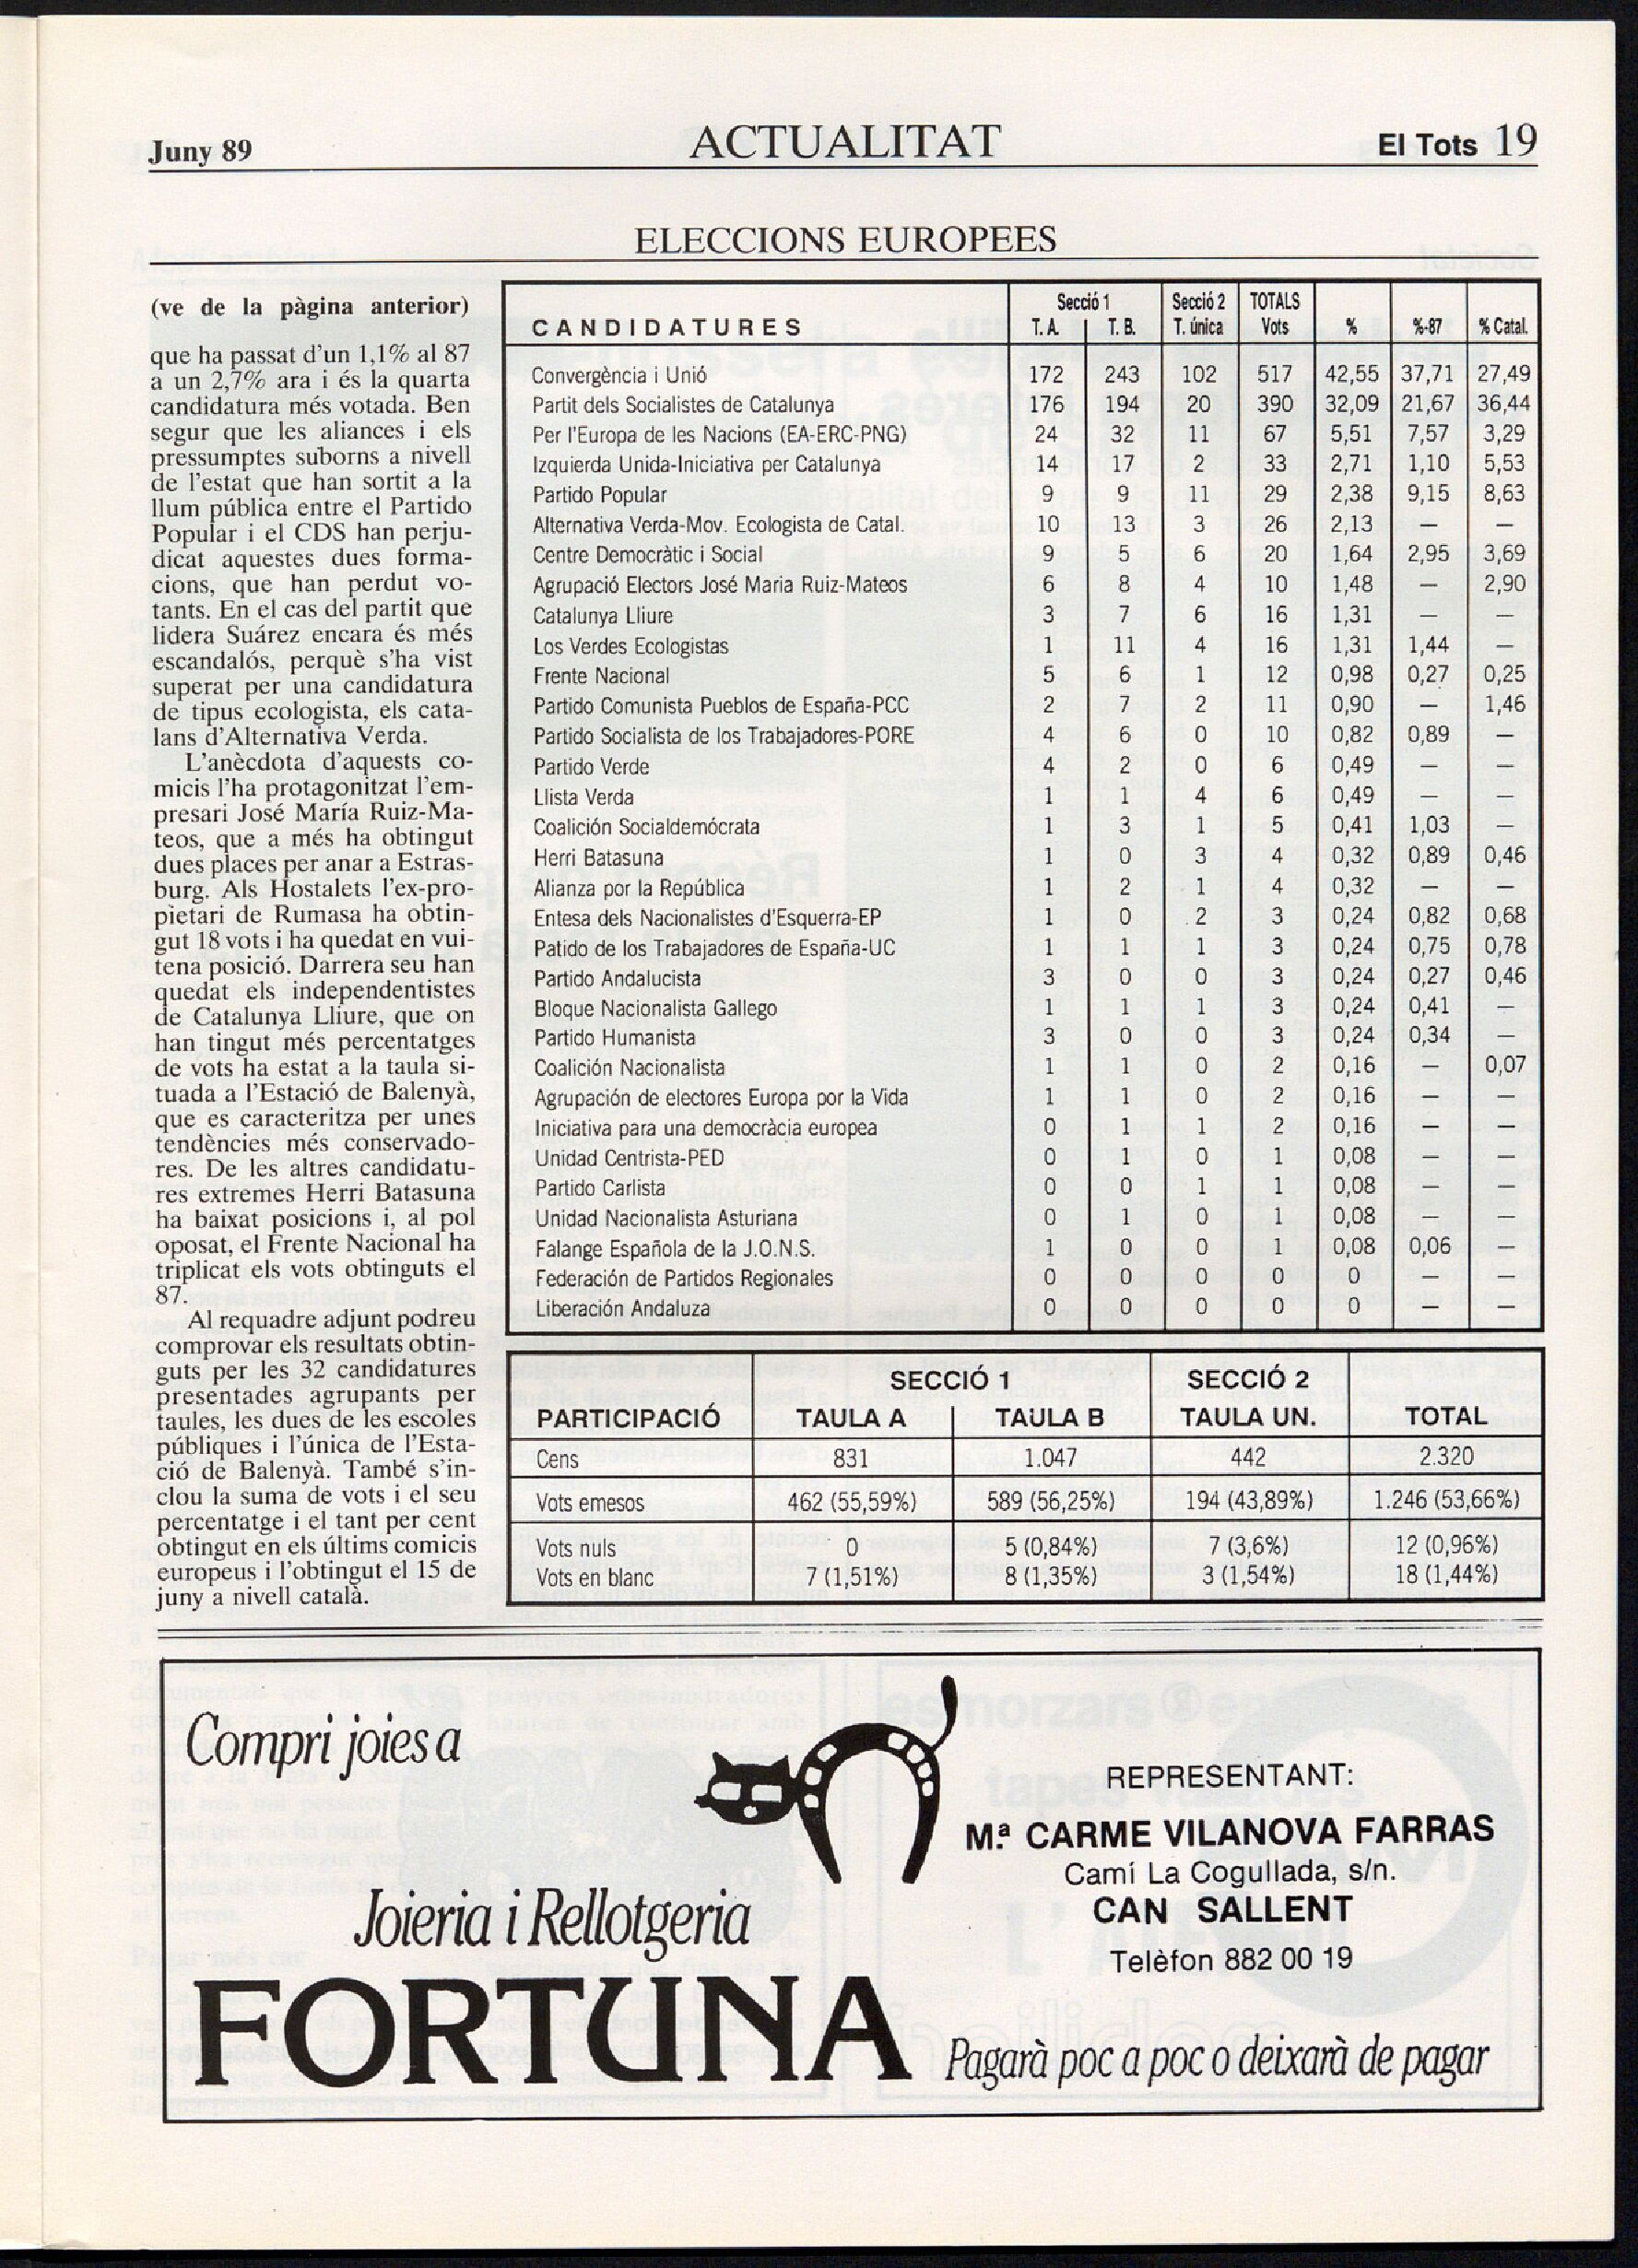 Juny 89
ACTUALITAT
El Tots 19
ELECCIONS EUROPEES
(ve de la pàgina anterior)
que ha passat d'un 1,1% al 87
a un 2,7% ara i és la quarta
candidatura més votada. Ben
segur que les aliances i els
pressumptes suborns a nivell
de l'estat que han sortit a la
llum pública entre el Partido
Popular i el CDS han perju-
dicat aquestes dues forma-
cions, que han perdut vo-
tants. En el cas del partit que
lidera Suárez encara és més
escandalós, perquè s'ha vist
superat per una candidatura
de tipus ecologista, els cata-
lans d'Alternativa Verda.
L'anècdota d'aquests co-
micis l'ha protagonitzat l'em-
presari José María Ruiz-Ma-
teos, que a més ha obtingut
dues places per anar a Estras-
burg. Als Hostalets l'ex-pro-
pietari de Rumasa ha obtin-
gut 18 vots i ha quedat en vui-
tena posició. Darrera seu han
quedat els independentistes
de Catalunya Lliure, que on
han tingut més percentatges
de vots ha estat a la taula si-
tuada a l'Estació de Balenyà,
que es caracteritza per unes
tendències més conservado-
res. De les altres candidatu-
res extremes Herri Batasuna
ha baixat posicions i, al pol
oposat, el Frente Nacional ha
triplicat els vots obtinguts el
87.
Al requadre adjunt podreu
comprovar els resultats obtin-
guts per les 32 candidatures
presentades agrupants per
taules, les dues de les escoles
públiques i l'única de l'Esta-
ció de Balenyà. També s'in-
clou la suma de vots i el seu
percentatge i el tant per cent
obtingut en els últims comicis
europeus i l'obtingut el 15 de
juny a nivell català.
Secció 1 Secció 2 TOTALS
CANDIDATURES T. A. T. B. T. única Vots % %-87 % Catal.
Convergència i Unió 172 243 102 517 42,55 37,71 27,49
Partit dels Socialistes de Catalunya 176 194 20 390 32,09 21,67 36,44
Per l'Europa de les Nacions (EA-ERC-PNG) 24 32 11 67 5,51 7,57 3,29
Izquierda Unida-Iniciativa per Catalunya 14 17 2 33 2,71 1,10 5,53
Partido Popular 9 9 11 29 2,38 9,15 8,63
Alternativa Verda-Mov. Ecologista de Catal. 10 13 3 26 2,13 — —
Centre Democràtic i Social 9 5 6 20 1,64 2,95 3,69
Agrupació Electors José Maria Ruiz-Mateos 6 8 4 10 1,48 — 2,90
Catalunya Lliure 3 7 6 16 1,31 — —
Los Verdes Ecologistas 1 11 4 16 1,31 1,44 —
Frente Nacional 5 6 1 12 0,98 0,27 0,25
Partido Comunista Pueblos de España-PCC 2 7 2 11 0,90 — 1,46
Partido Socialista de los Trabajadores-PORE 4 6 0 10 0,82 0,89 —
Partido Verde 4 2 0 6 0,49 — —
Llista Verda 1 1 4 6 0,49 — —
Coalición Socialdemócrata 1 3 1 5 0,41 1,03 —
Herri Batasuna 1 0 3 4 0,32 0,89 0,46
Alianza por la República 1 2 1 4 0,32 — —
Entesa dels Nacionalistes d'Esquerra-EP 1 0 2 3 0,24 0,82 0,68
Patido de los Trabajadores de España-UC 1 1 1 3 0,24 0,75 0,78
Partido Andalucista 3 0 0 3 0,24 0,27 0,46
Bloque Nacionalista Gallego 1 1 1 3 0,24 0,41 —
Partido Humanista 3 0 0 3 0,24 0,34 —
Coalición Nacionalista 1 1 0 2 0,16 — 0,07
Agrupación de electores Europa por la Vida 1 1 0 2 0,16 — —
Iniciativa para una democràcia europea 0 1 1 2 0,16 — —
Unidad Centrista-PED 0 1 0 1 0,08 — —
Partido Carlista 0 0 1 1 0,08 — —
Unidad Nacionalista Asturiana 0 1 0 1 0,08 — —
Falange Española de la J.O.N.S. 1 0 0 1 0,08 0,06 —
Federación de Partidos Regionales 0 0 0 0 0 — —
Liberación Andaluza 0 0 0 0 0 — —
SECCIÓ 1 SECCIÓ 2
PARTICIPACIÓ TAULA A TAULA B TAULA UN. TOTAL
Cens 831 1.047 442 2.320
Vots emesos 462 (55,59%) 589 (56,25%) 194 (43,89%) 1.246 (53,66%)
Vots nuls 0 5 (0,84%) 7 (3,6%) 12 (0,96%)
Vots en blanc 7 (1,51%) 8 (1,35%) 3 (1,54%) 18 (1,44%)
Compri joies a
Joieria i Rellotgeria
FORTUNA
REPRESENTANT:
M.ª CARME VILANOVA FARRAS
Camí La Cogullada, s/n.
CAN SALLENT
Telèfon 882 00 19
Pagarà poc a poc o deixarà de pagar